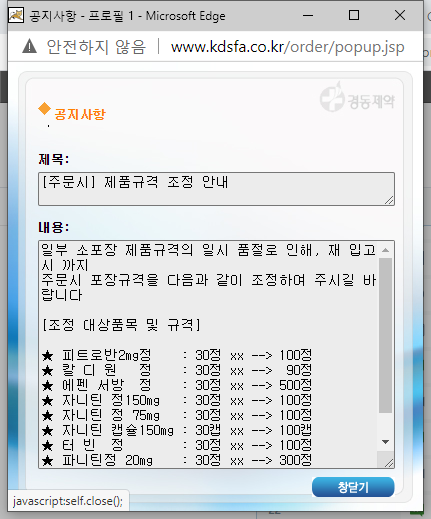 공지사항 - 프로필 1 - Microsoft Edge
안전하지 않음 www.kdsfa.co.kr/order/popup.jsp
경동제약
공지사항
제목:
[주문시] 제품규격 조정 안내
내용:
일부 소포장 제품규격의 일시 품절로 인해, 재 입고
시 까지
주문시 포장규격을 다음과 같이 조정하여 주시길 바
랍니다
[조정 대상품목 및 규격]
★ 피트로반2mg정 : 30정 xx --> 100정
★ 칼 디 원 정 : 30정 xx --> 90정
★ 에펜 서방 정 : 30정 xx --> 500정
★ 자니틴 정150mg : 30정 xx --> 100정
★ 자니틴 정 75mg : 30정 xx --> 100정
★ 자니틴 캡슐150mg : 30캡 xx --> 100캡
★ 터 빈 정 : 30정 xx --> 100정
★ 파니틴정 20mg : 30정 xx --> 300정
창닫기
javascript:self.close();